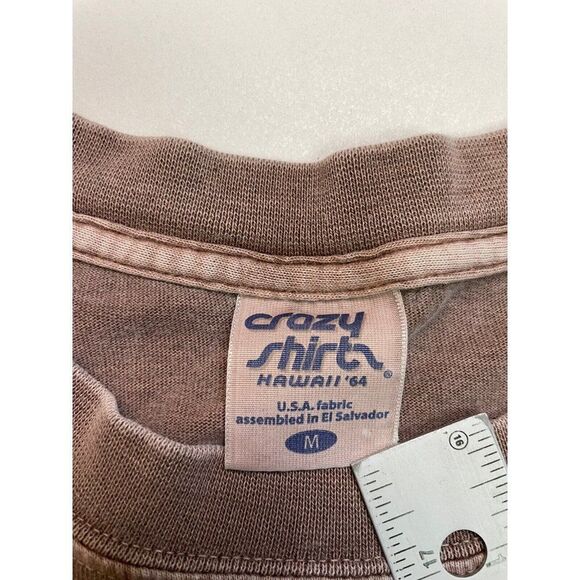 crazy
shirts
HAWAII '64 ®
U.S.A. fabric
assembled in El Salvador
M
16
17